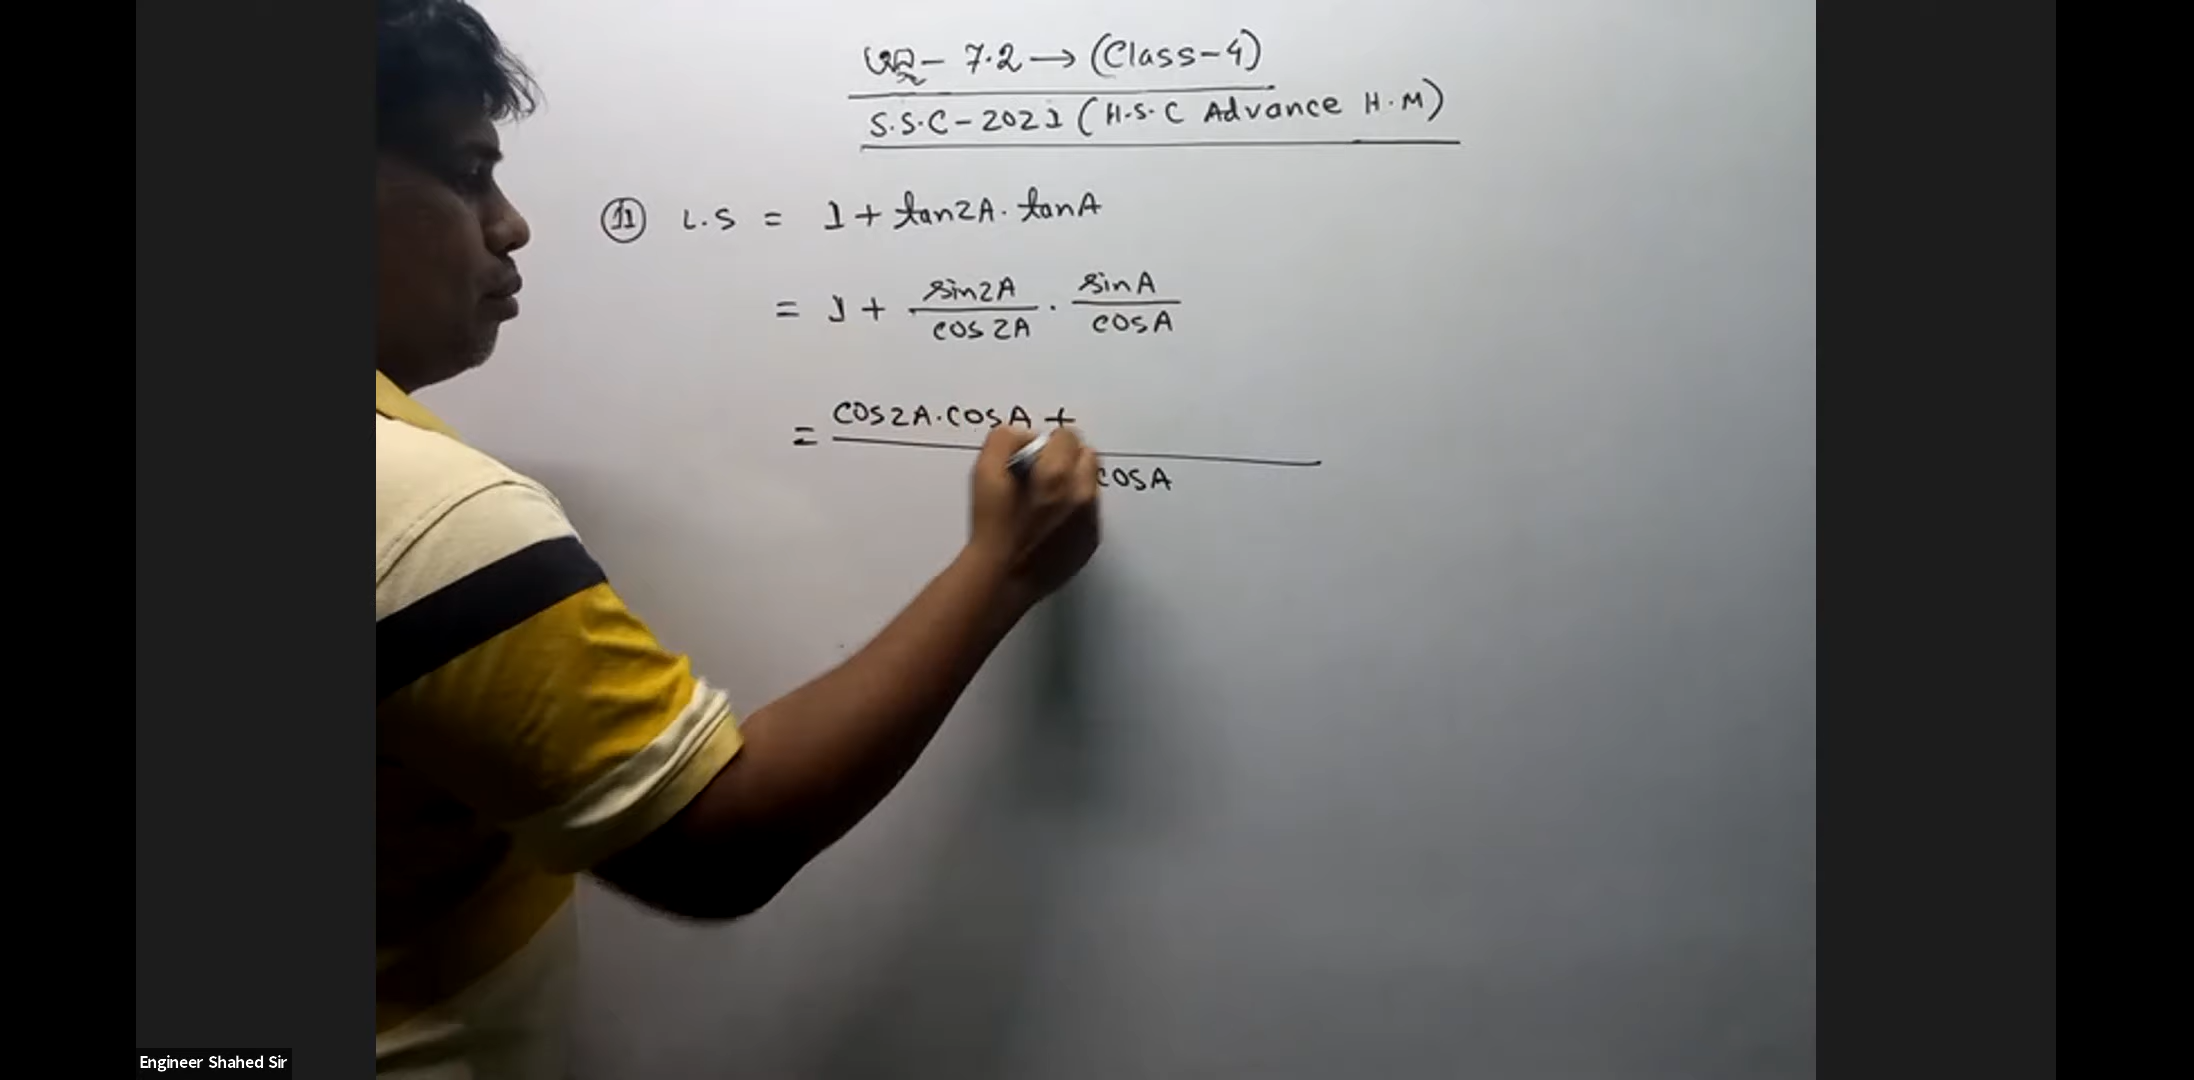 প্রশ্ন- 7.2 → (Class-4)
S.S.C-2021 (H.S.C Advance H.M)
(11) L.S = 1 + tan2A . tanA
= 1 + sin2A/cos2A . sinA/cosA
= cos2A.cosA +
cosA
Engineer Shahed Sir